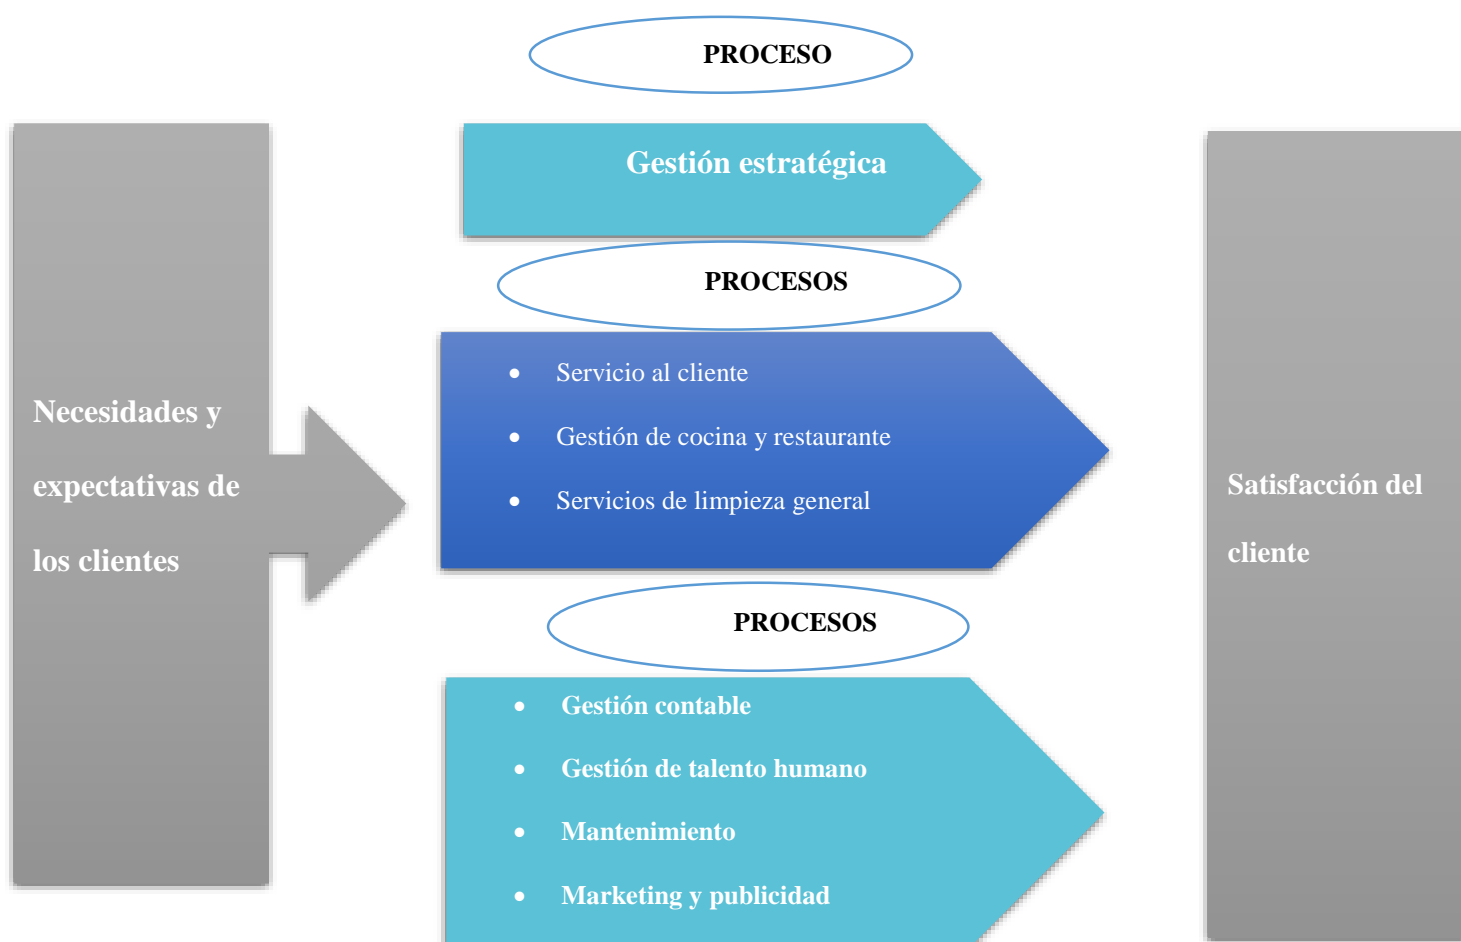 PROCESO
Gestión estratégica
PROCESOS
Necesidades y
expectativas de
los clientes
• Servicio al cliente
• Gestión de cocina y restaurante
• Servicios de limpieza general
Satisfacción del
cliente
PROCESOS
• Gestión contable
• Gestión de talento humano
• Mantenimiento
• Marketing y publicidad